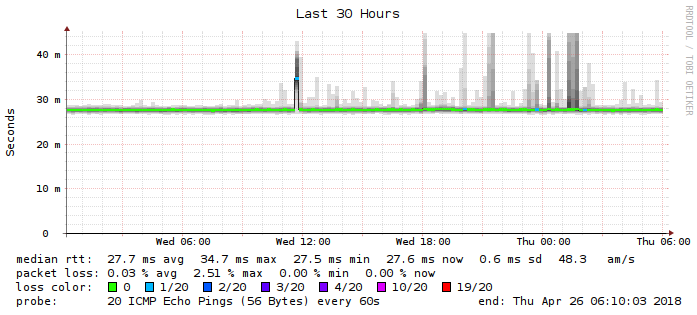 Last 30 Hours
RRDTOOL / TOBI OETIKER
Seconds
40 m
30 m
20 m
10 m
0
Wed 06:00 Wed 12:00 Wed 18:00 Thu 00:00 Thu 06:00
median rtt: 27.7 ms avg 34.7 ms max 27.5 ms min 27.6 ms now 0.6 ms sd 48.3 am/s
packet loss: 0.03 % avg 2.51 % max 0.00 % min 0.00 % now
loss color: 0 1/20 2/20 3/20 4/20 10/20 19/20
probe: 20 ICMP Echo Pings (56 Bytes) every 60s end: Thu Apr 26 06:10:03 2018